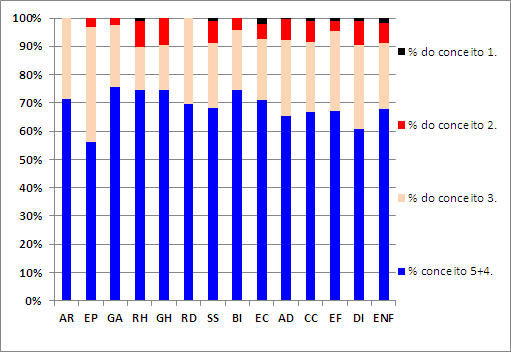 100%
90%
80%
70%
60%
50%
40%
30%
20%
10%
0%
AR EP GA RH GH RD SS BI EC AD CC EF DI ENF
% do conceito 1.
% do conceito 2.
% do conceito 3.
% conceito 5+4.